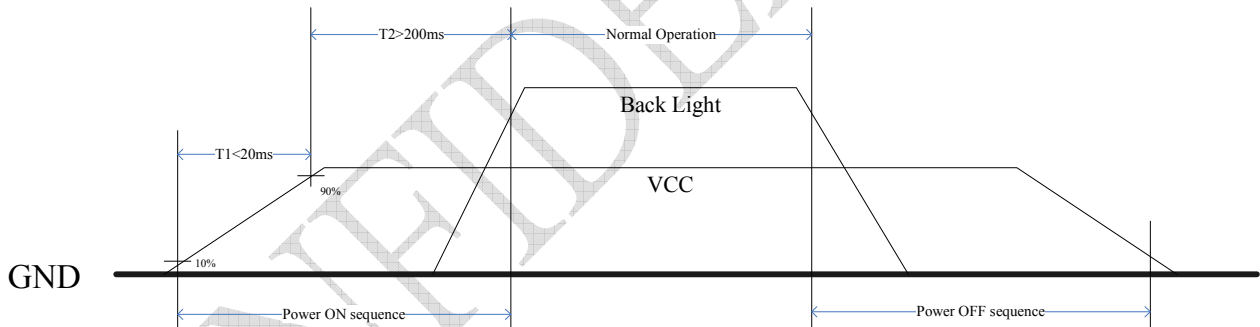 T2>200ms
Normal Operation
Back Light
T1<20ms
VCC
90%
10%
GND
Power ON sequence
Power OFF sequence